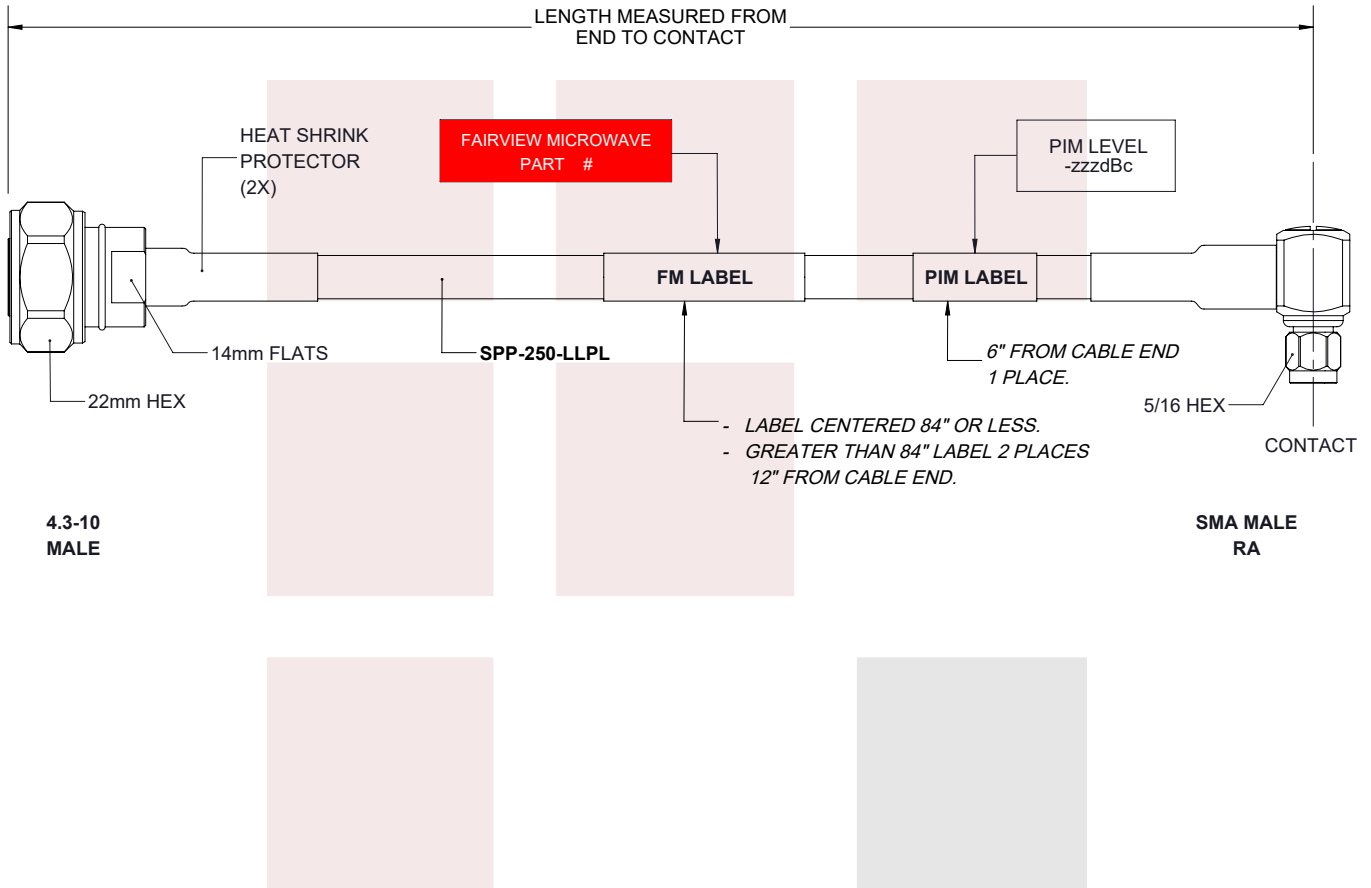 LENGTH MEASURED FROM
END TO CONTACT
HEAT SHRINK
PROTECTOR
(2X)
FAIRVIEW MICROWAVE
PART #
PIM LEVEL
-zzzdBc
FM LABEL
PIM LABEL
14mm FLATS
SPP-250-LLPL
22mm HEX
6" FROM CABLE END
1 PLACE.
5/16 HEX
- LABEL CENTERED 84" OR LESS.
- GREATER THAN 84" LABEL 2 PLACES
12" FROM CABLE END.
CONTACT
4.3-10
MALE
SMA MALE
RA